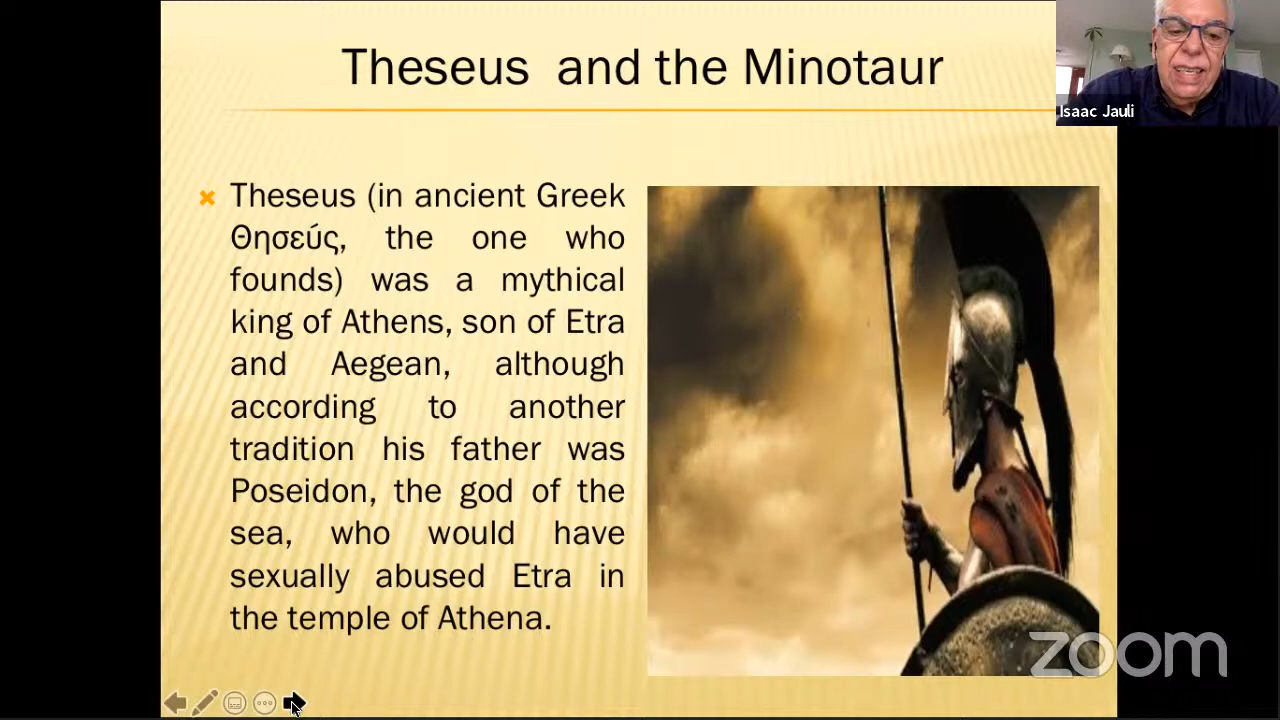 Theseus and the Minotaur
Isaac Jauli
Theseus (in ancient Greek
Θησεύς, the one who
founds) was a mythical
king of Athens, son of Etra
and Aegean, although
according to another
tradition his father was
Poseidon, the god of the
sea, who would have
sexually abused Etra in
the temple of Athena.
zoom